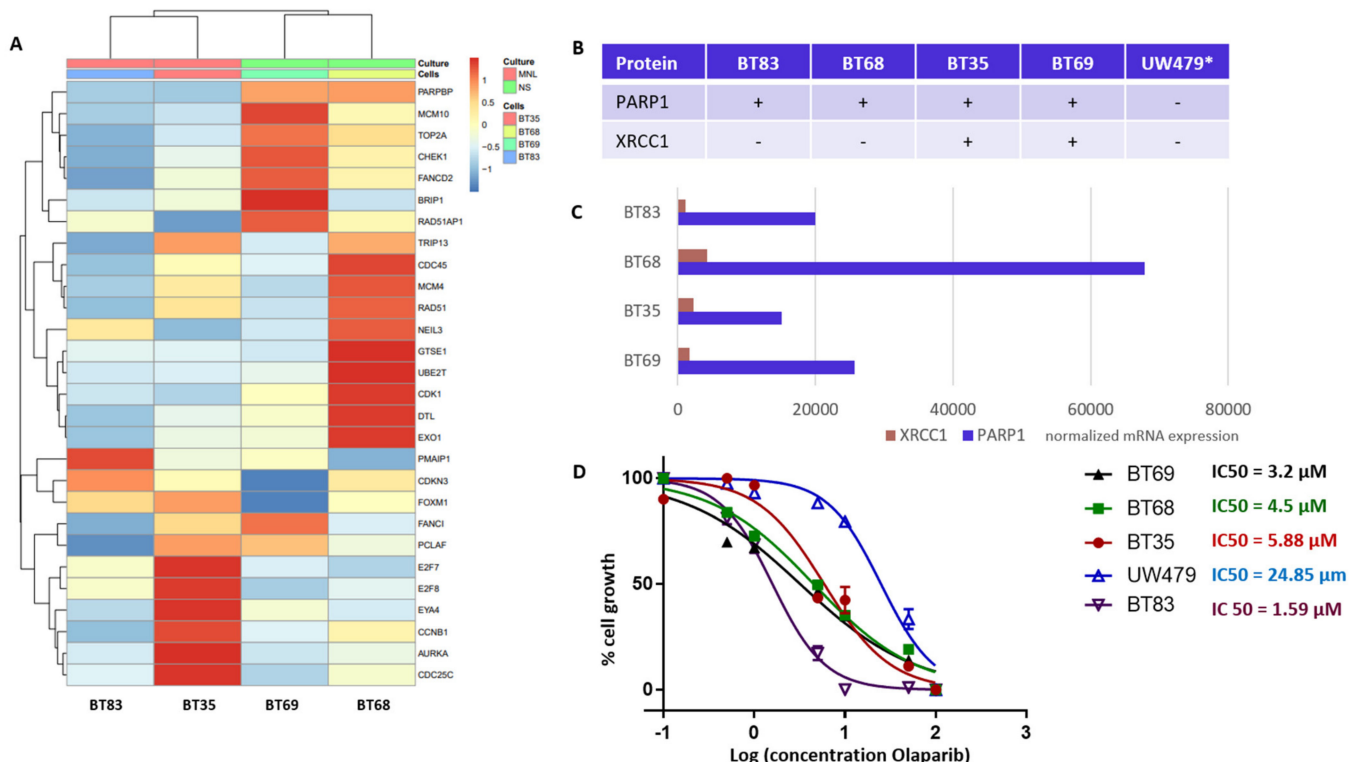 A
Culture
Cells
PARPBP
MCM10
TOP2A
CHEK1
FANCD2
BRIP1
RAD51AP1
TRIP13
CDC45
MCM4
RAD51
NEIL3
GTSE1
UBE2T
CDK1
DTL
EXO1
PMAIP1
CDKN3
FOXM1
FANCI
PCLAF
E2F7
E2F8
EYA4
CCNB1
AURKA
CDC25C
1
0.5
0
−0.5
−1
Culture
MNL
NS
Cells
BT35
BT68
BT69
BT83
BT83 BT35 BT69 BT68
B
Protein BT83 BT68 BT35 BT69 UW479*
PARP1 + + + + -
XRCC1 - - + + -
C
BT83
BT68
BT35
BT69
0 20000 40000 60000 80000
XRCC1 PARP1 normalized mRNA expression
D
% cell growth
100
50
0
-1 0 1 2 3
Log (concentration Olaparib)
BT69 IC50 = 3.2 µM
BT68 IC50 = 4.5 µM
BT35 IC50 = 5.88 µM
UW479 IC50 = 24.85 µm
BT83 IC 50 = 1.59 µM